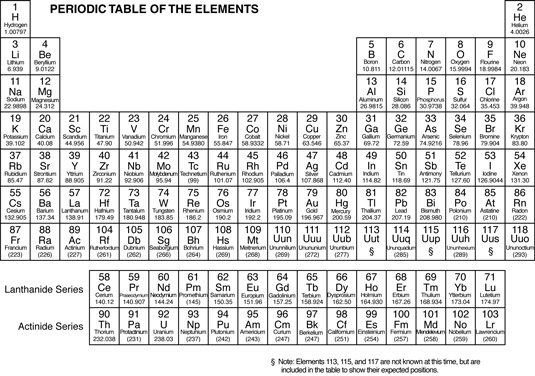 PERIODIC TABLE OF THE ELEMENTS
1 2
H He
Hydrogen Helium
1.00797 4.0026
3 4 5 6 7 8 9 10
Li Be B C N O F Ne
Lithium Beryllium Boron Carbon Nitrogen Oxygen Flourine Neon
6.939 9.0122 10.811 12.01115 14.0067 15.9994 18.9984 20.183
11 12 13 14 15 16 17 18
Na Mg Al Si P S Cl Ar
Sodium Magnesium Aluminum Silicon Phosphorus Sulfur Chlorine Argon
22.9898 24.312 26.9815 28.086 30.9738 32.064 35.453 39.948
19 20 21 22 23 24 25 26 27 28 29 30 31 32 33 34 35 36
K Ca Sc Ti V Cr Mn Fe Co Ni Cu Zn Ga Ge As Se Br Kr
Potassium Calcium Scandium Titanium Vanadium Chromium Manganese Iron Cobalt Nickel Copper Zinc Gallium Germanium Arsenic Selenium Bromine Krypton
39.102 40.08 44.956 47.90 50.942 51.996 54.9380 55.847 58.9332 58.71 63.546 65.37 69.72 72.59 74.9216 78.96 79.904 83.80
37 38 39 40 41 42 43 44 45 46 47 48 49 50 51 52 53 54
Rb Sr Y Zr Nb Mo Tc Ru Rh Pd Ag Cd In Sn Sb Te I Xe
Rubidium Strontium Yttrium Zirconium Niobium Molybdenum Technetium Ruthenium Rhodium Palladium Silver Cadmium Indium Tin Antimony Tellurium Iodine Xenon
85.47 87.62 88.905 91.22 92.906 95.94 (99) 101.07 102.905 106.4 107.868 112.40 114.82 118.69 121.75 127.60 126.9044 131.30
55 56 57 72 73 74 75 76 77 78 79 80 81 82 83 84 85 86
Cs Ba La Hf Ta W Re Os Ir Pt Au Hg Tl Pb Bi Po At Rn
Cesium Barium Lanthanum Hafnium Tantalum Tungsten Rhenium Osmium Iridium Platinum Gold Mercury Thallium Lead Bismuth Polonium Astatine Radon
132.905 137.34 138.91 179.49 180.948 183.85 186.2 190.2 192.2 195.09 196.967 200.59 204.37 207.19 208.980 (210) (210) (222)
87 88 89 104 105 106 107 108 109 110 111 112 113 114 115 116 117 118
Fr Ra Ac Rf Db Sg Bh Hs Mt Uun Uuu Uub Uut Uuq Uup Uuh Uus Uuo
Francium Radium Actinium Rutherfordium Dubnium Seaborgium Bohrium Hassium Meitnerium Ununnilium Unununium Ununbium § Ununquadium § Ununhexium § Ununoctium
(223) (226) (227) (261) (262) (266) (264) (269) (268) (269) (272) (277) (285) (289) (293)
Lanthanide Series
58 59 60 61 62 63 64 65 66 67 68 69 70 71
Ce Pr Nd Pm Sm Eu Gd Tb Dy Ho Er Tm Yb Lu
Cerium Neodymium Promethium Samarium Europium Gadolinium Terbium Dysprosium Holmium Erbium Thulium Ytterbium Lutetium
140.12 140.907 144.24 (145) 150.35 151.96 157.25 158.924 162.50 164.930 167.26 168.934 173.04 174.97
Actinide Series
90 91 92 93 94 95 96 97 98 99 100 101 102 103
Th Pa U Np Pu Am Cm Bk Cf Es Fm Md No Lr
Thorium Protactinium Uranium Neptunium Plutonium Americium Curium Berkelium Californium Einsteinium Fermium Mendelevium Nobelium Lawrencium
232.038 (231) 238.03 (237) (242) (243) (247) (247) (251) (254) (257) (258) (259) (260)
§ Note: Elements 113, 115, and 117 are not known at this time, but are
included in the table to show their expected positions.